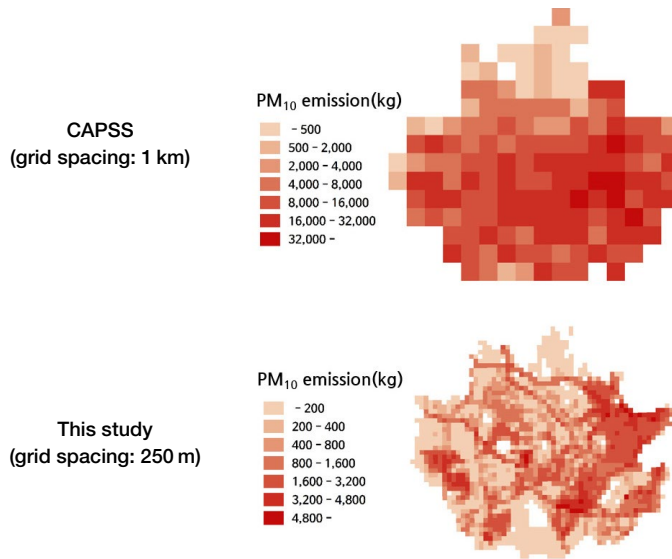 CAPSS
(grid spacing: 1 km)
PM₁₀ emission(kg)
- 500
500 - 2,000
2,000 - 4,000
4,000 - 8,000
8,000 - 16,000
16,000 - 32,000
32,000 -
This study
(grid spacing: 250 m)
PM₁₀ emission(kg)
- 200
200 - 400
400 - 800
800 - 1,600
1,600 - 3,200
3,200 - 4,800
4,800 -